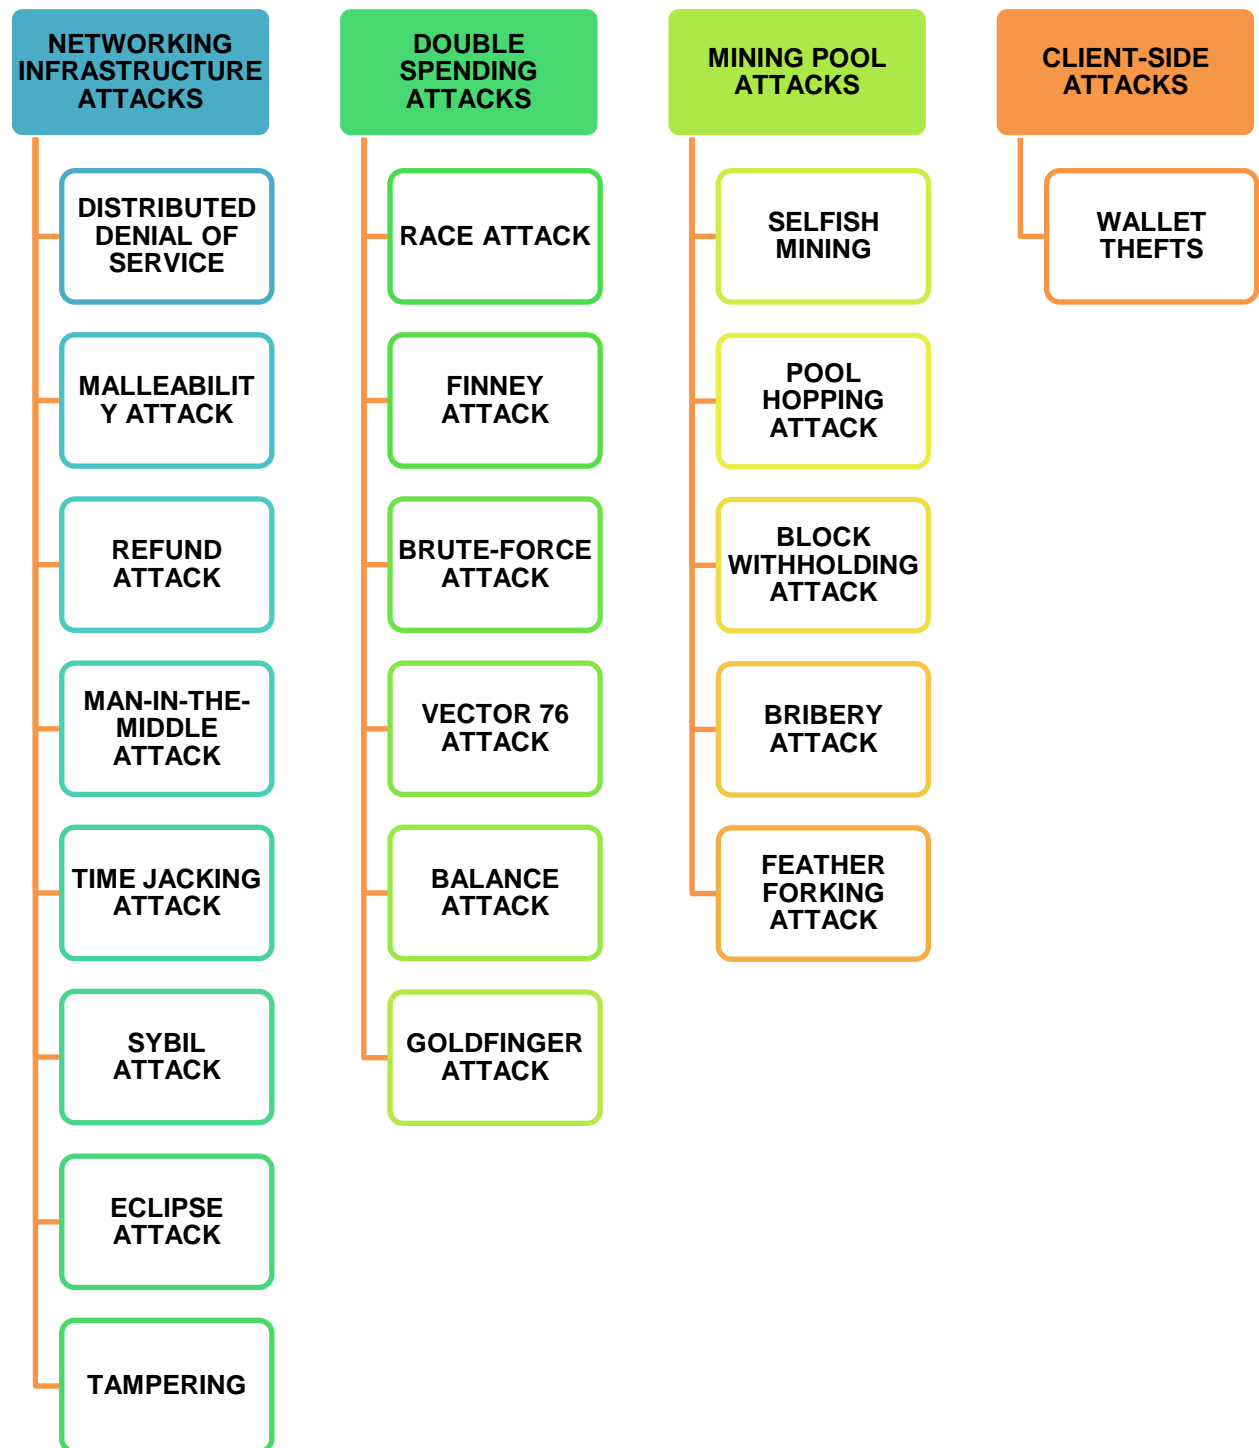 NETWORKING
INFRASTRUCTURE
ATTACKS
DISTRIBUTED
DENIAL OF
SERVICE
MALLEABILIT
Y ATTACK
REFUND
ATTACK
MAN-IN-THE-
MIDDLE
ATTACK
TIME JACKING
ATTACK
SYBIL
ATTACK
ECLIPSE
ATTACK
TAMPERING
DOUBLE
SPENDING
ATTACKS
RACE ATTACK
FINNEY
ATTACK
BRUTE-FORCE
ATTACK
VECTOR 76
ATTACK
BALANCE
ATTACK
GOLDFINGER
ATTACK
MINING POOL
ATTACKS
SELFISH
MINING
POOL
HOPPING
ATTACK
BLOCK
WITHHOLDING
ATTACK
BRIBERY
ATTACK
FEATHER
FORKING
ATTACK
CLIENT-SIDE
ATTACKS
WALLET
THEFTS